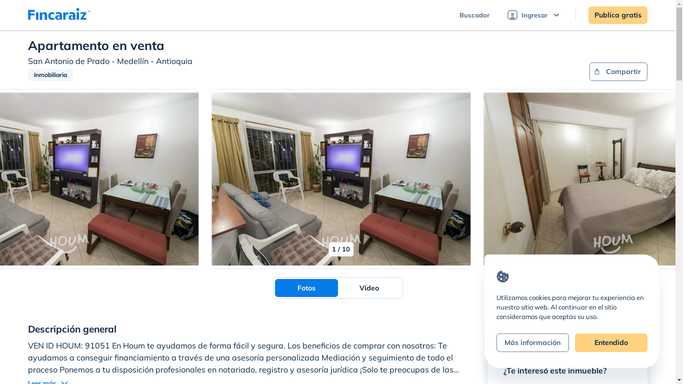 Fincaraiz
Buscador
Ingresar
Publica gratis
Apartamento en venta
San Antonio de Prado - Medellín - Antioquia
Inmobiliaria
Compartir
HOUM
HOUM
HOUM
1 / 10
Fotos
Video
Descripción general
VEN ID HOUM: 91051 En Houm te ayudamos de forma fácil y segura. Los beneficios de comprar con nosotros: Te
ayudamos a conseguir financiamiento a través de una asesoría personalizada Mediación y seguimiento de todo el
proceso Ponemos a tu disposición profesionales en notariado, registro y asesoría jurídica ¡Solo te preocupas de las...
Leer más
Utilizamos cookies para mejorar tu experiencia en
nuestro sitio web. Al continuar en el sitio
consideramos que aceptas su uso.
Más información
Entendido
¿Te interesó este inmueble?